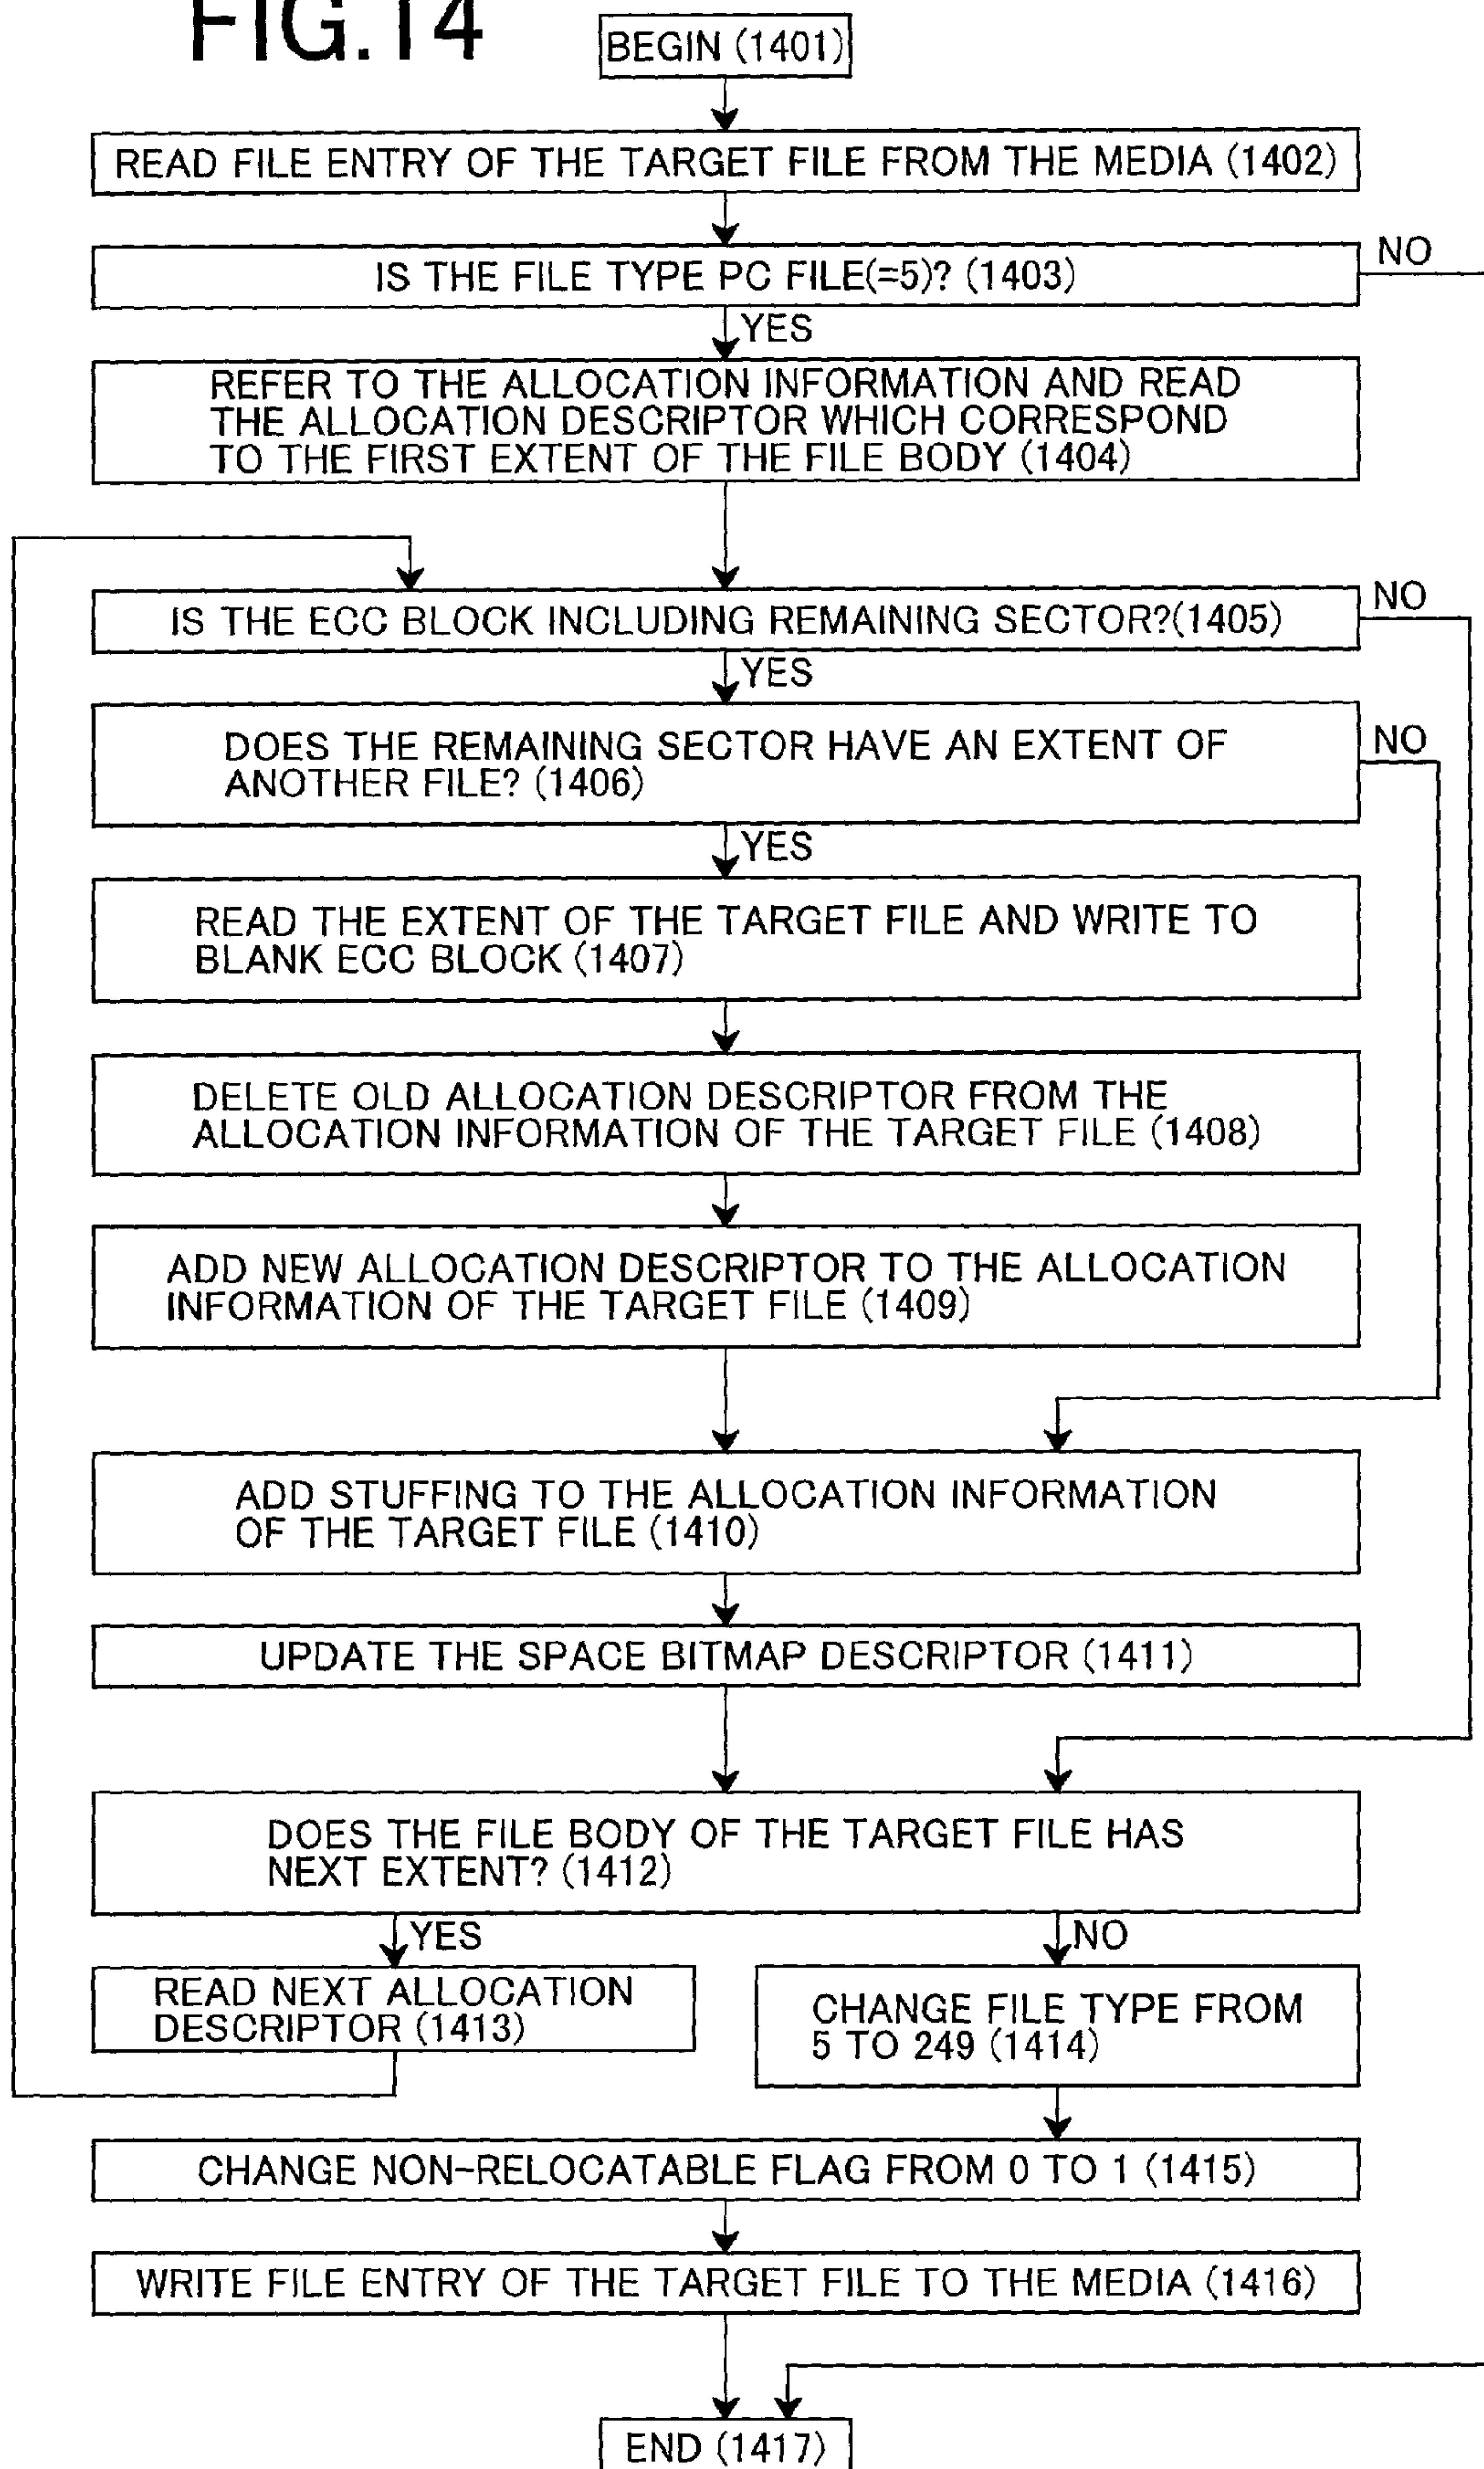 FIG.14
BEGIN (1401)
READ FILE ENTRY OF THE TARGET FILE FROM THE MEDIA (1402)
IS THE FILE TYPE PC FILE(=5)? (1403)
NO
YES
REFER TO THE ALLOCATION INFORMATION AND READ
THE ALLOCATION DESCRIPTOR WHICH CORRESPOND
TO THE FIRST EXTENT OF THE FILE BODY (1404)
IS THE ECC BLOCK INCLUDING REMAINING SECTOR?(1405)
NO
YES
DOES THE REMAINING SECTOR HAVE AN EXTENT OF
ANOTHER FILE? (1406)
NO
YES
READ THE EXTENT OF THE TARGET FILE AND WRITE TO
BLANK ECC BLOCK (1407)
DELETE OLD ALLOCATION DESCRIPTOR FROM THE
ALLOCATION INFORMATION OF THE TARGET FILE (1408)
ADD NEW ALLOCATION DESCRIPTOR TO THE ALLOCATION
INFORMATION OF THE TARGET FILE (1409)
ADD STUFFING TO THE ALLOCATION INFORMATION
OF THE TARGET FILE (1410)
UPDATE THE SPACE BITMAP DESCRIPTOR (1411)
DOES THE FILE BODY OF THE TARGET FILE HAS
NEXT EXTENT? (1412)
YES
NO
READ NEXT ALLOCATION
DESCRIPTOR (1413)
CHANGE FILE TYPE FROM
5 TO 249 (1414)
CHANGE NON-RELOCATABLE FLAG FROM 0 TO 1 (1415)
WRITE FILE ENTRY OF THE TARGET FILE TO THE MEDIA (1416)
END (1417)